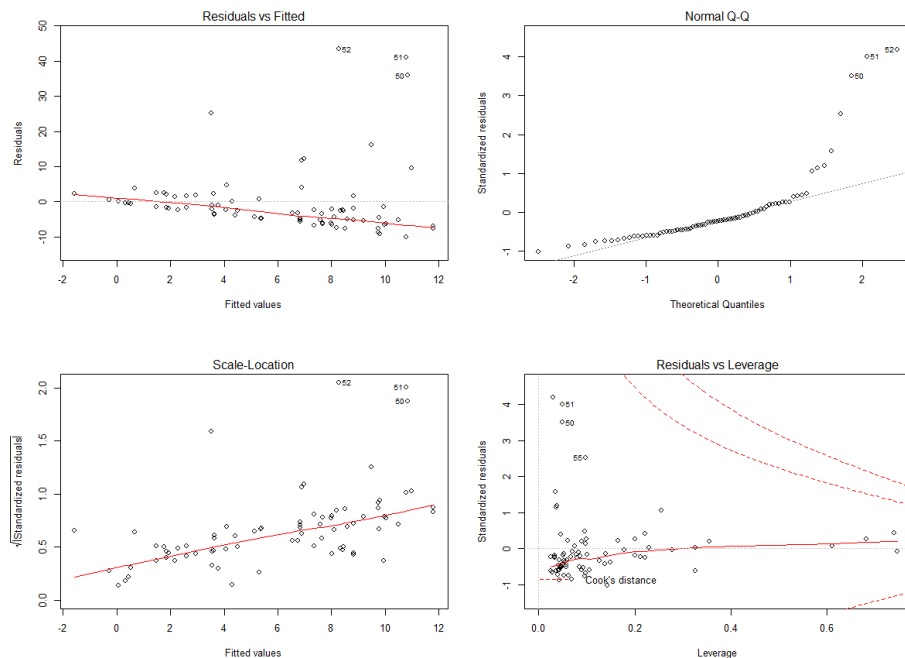 Residuals vs Fitted
Residuals
50
40
30
20
10
0
-10
52
51
50
-2 0 2 4 6 8 10 12
Fitted values
Normal Q-Q
Standardized residuals
4
3
2
1
0
-1
52
51
50
-2 -1 0 1 2
Theoretical Quantiles
Scale-Location
√|Standardized residuals|
2.0
1.5
1.0
0.5
0.0
52
51
50
-2 0 2 4 6 8 10 12
Fitted values
Residuals vs Leverage
Standardized residuals
4
3
2
1
0
-1
51
50
55
Cook's distance
0.0 0.2 0.4 0.6
Leverage